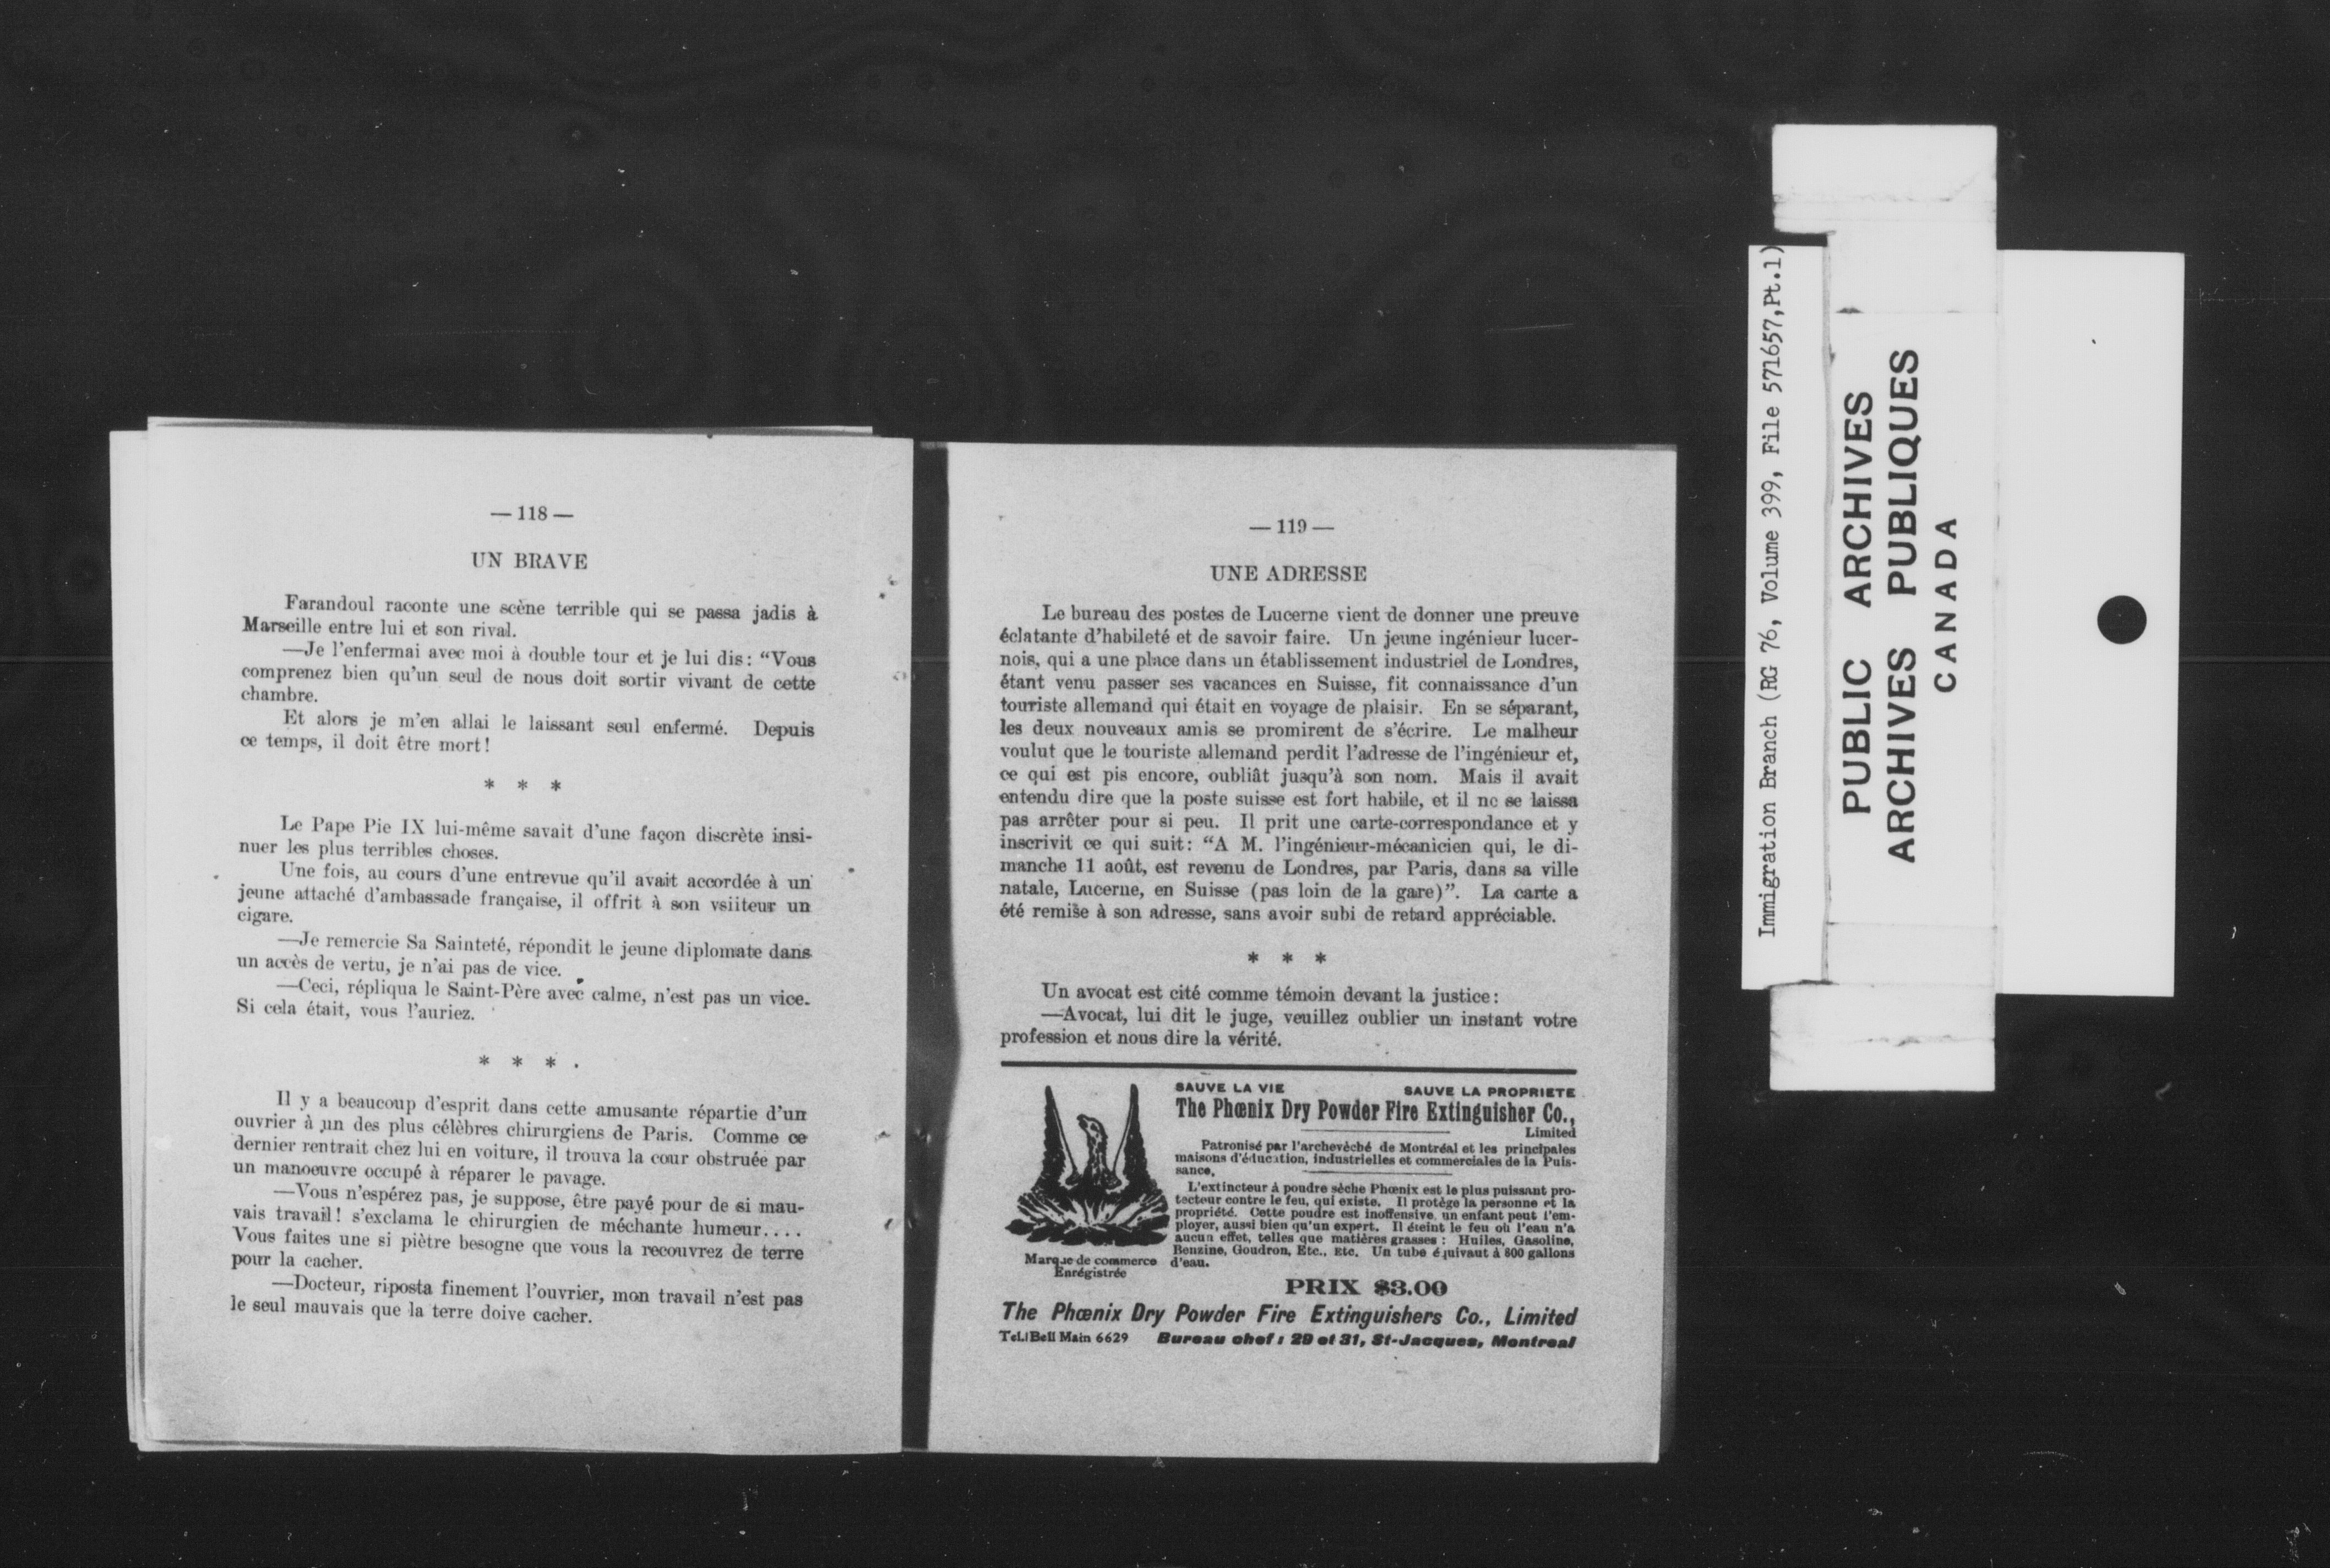 — 118 —
UN BRAVE
Farandoul raconte une scène terrible qui se passa jadis à
Marseille entre lui et son rival.
—Je l'enfermai avec moi à double tour et je lui dis: "Vous
comprenez bien qu'un seul de nous doit sortir vivant de cette
chambre.
Et alors je m'en allai le laissant seul enfermé. Depuis
ce temps, il doit être mort!
* * *
Le Pape Pie IX lui-même savait d'une façon discrète insi-
nuer les plus terribles choses.
Une fois, au cours d'une entrevue qu'il avait accordée à un
jeune attaché d'ambassade française, il offrit à son vsiiteur un
cigare.
—Je remercie Sa Sainteté, répondit le jeune diplomate dans
un accès de vertu, je n'ai pas de vice.
—Ceci, répliqua le Saint-Père avec calme, n'est pas un vice.
Si cela était, vous l'auriez.
* * *
Il y a beaucoup d'esprit dans cette amusante répartie d'un
ouvrier à un des plus célèbres chirurgiens de Paris. Comme ce
dernier rentrait chez lui en voiture, il trouva la cour obstruée par
un manoeuvre occupé à réparer le pavage.
—Vous n'espérez pas, je suppose, être payé pour de si mau-
vais travail! s'exclama le chirurgien de méchante humeur....
Vous faites une si piètre besogne que vous la recouvrez de terre
pour la cacher.
—Docteur, riposta finement l'ouvrier, mon travail n'est pas
le seul mauvais que la terre doive cacher.
— 119 —
UNE ADRESSE
Le bureau des postes de Lucerne vient de donner une preuve
éclatante d'habileté et de savoir faire. Un jeune ingénieur lucer-
nois, qui a une place dans un établissement industriel de Londres,
étant venu passer ses vacances en Suisse, fit connaissance d'un
touriste allemand qui était en voyage de plaisir. En se séparant,
les deux nouveaux amis se promirent de s'écrire. Le malheur
voulut que le touriste allemand perdit l'adresse de l'ingénieur et,
ce qui est pis encore, oubliât jusqu'à son nom. Mais il avait
entendu dire que la poste suisse est fort habile, et il ne se laissa
pas arrêter pour si peu. Il prit une carte-correspondance et y
inscrivit ce qui suit: "A M. l'ingénieur-mécanicien qui, le di-
manche 11 août, est revenu de Londres, par Paris, dans sa ville
natale, Lucerne, en Suisse (pas loin de la gare)". La carte a
été remise à son adresse, sans avoir subi de retard appréciable.
* * *
Un avocat est cité comme témoin devant la justice:
—Avocat, lui dit le juge, veuillez oublier un instant votre
profession et nous dire la vérité.
SAUVE LA VIE SAUVE LA PROPRIETE
The Phœnix Dry Powder Fire Extinguisher Co.,
Limited
Patronisé par l'archevêché de Montréal et les principales
maisons d'éducation, industrielles et commerciales de la Puis-
sance.
L'extincteur à poudre sèche Phœnix est le plus puissant pro-
tecteur contre le feu, qui existe. Il protège la personne et la
propriété. Cette poudre est inoffensive, un enfant peut l'em-
ployer, aussi bien qu'un expert. Il éteint le feu où l'eau n'a
aucun effet, telles que matières grasses : Huiles, Gasoline,
Benzine, Goudron, Etc., Etc. Un tube équivaut à 800 gallons
d'eau.
Marque de commerce
Enrégistrée
PRIX $3.00
The Phœnix Dry Powder Fire Extinguishers Co., Limited
Tel. Bell Main 6629 Bureau chef : 29 et 31, St-Jacques, Montreal
Immigration Branch (RG 76, Volume 399, File 571657,Pt.1)
PUBLIC ARCHIVES
ARCHIVES PUBLIQUES
CANADA